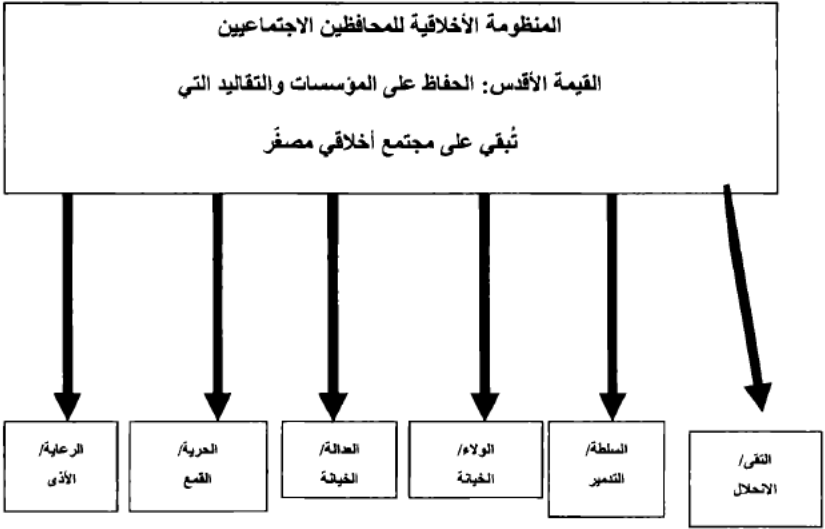 المنظومة الأخلاقية للمحافظين الاجتماعيين
القيمة الأقدس: الحفاظ على المؤسسات والتقاليد التي
تُبقي على مجتمع أخلاقي مصغَّر
التقى/
الانحلال
السلطة/
التدمير
الولاء/
الخيانة
العدالة/
الخيانة
الحرية/
القمع
الرعاية/
الأذى